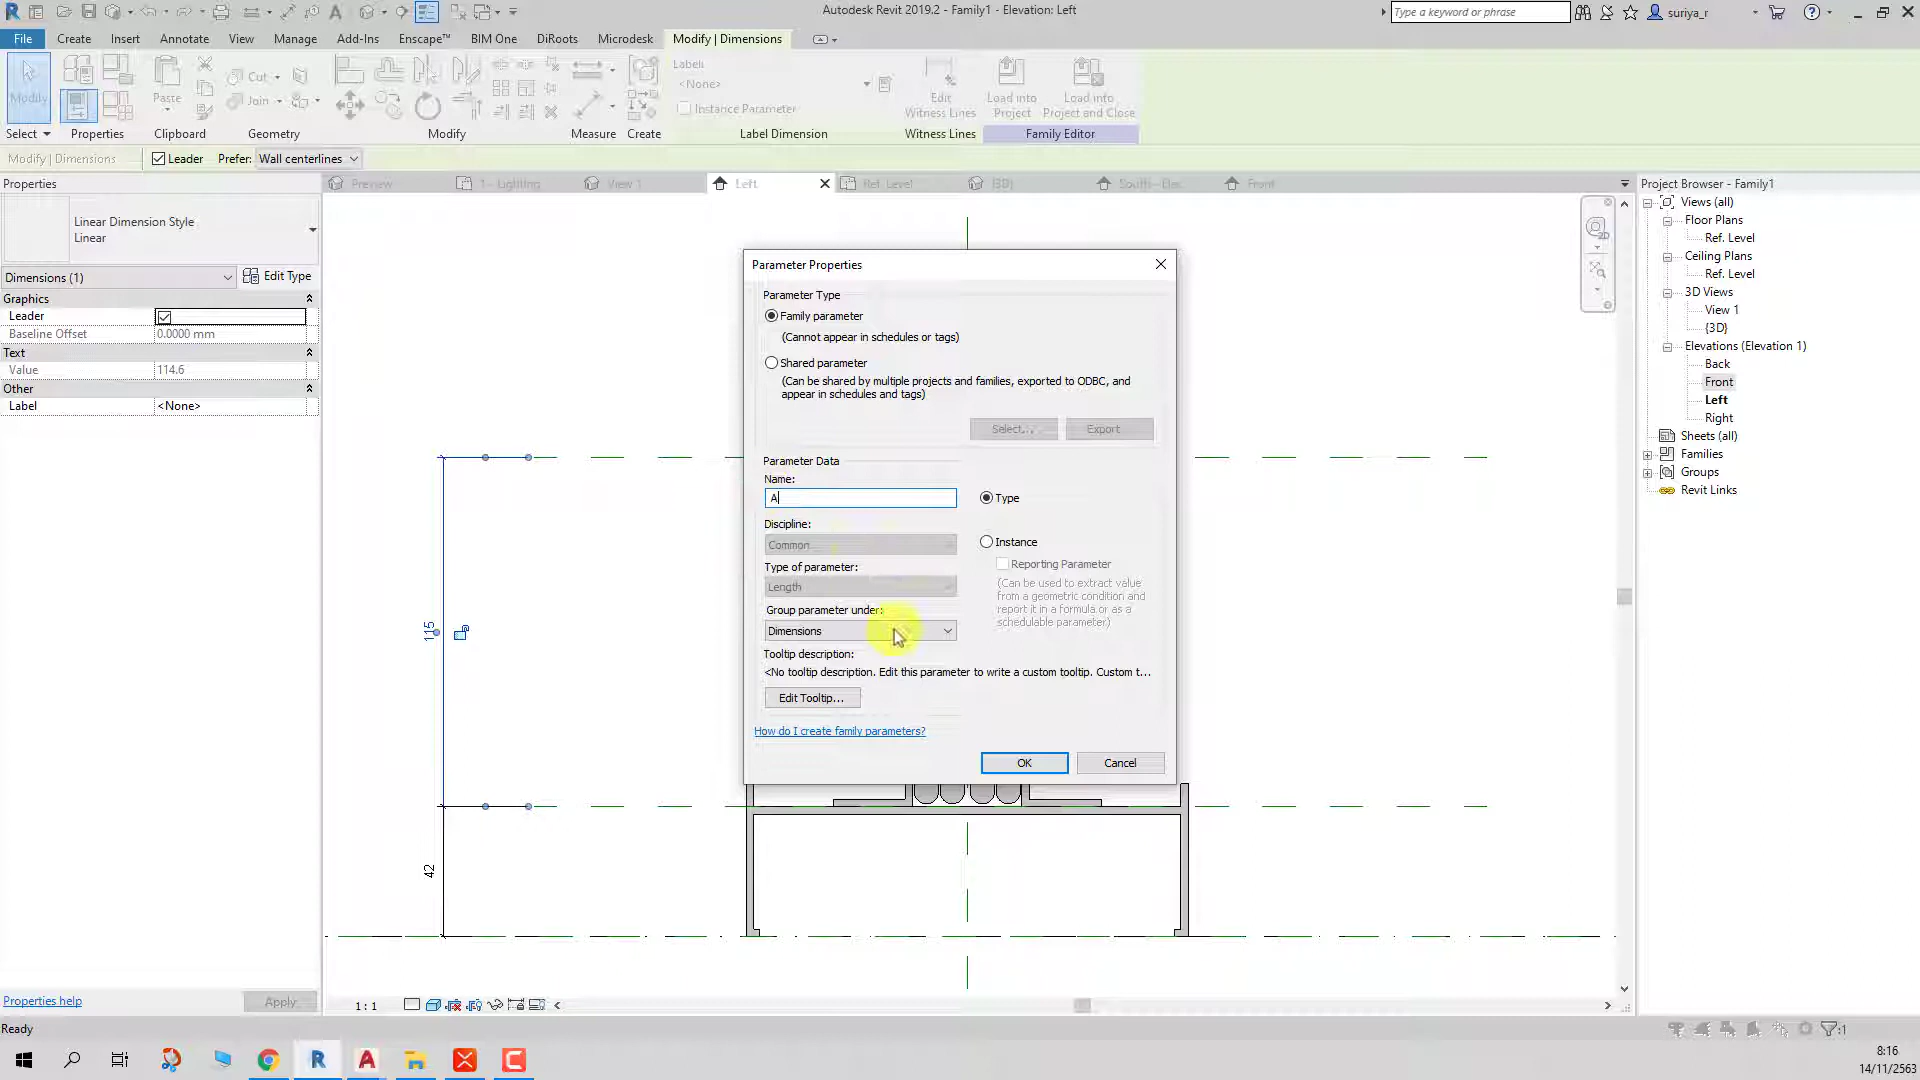 Autodesk Revit 2019.2 - Family1 - Elevation: Left
Type a keyword or phrase
suriya_r
File
Create
Insert
Annotate
View
Manage
Add-Ins
Enscape™
BIM One
DiRoots
Microdesk
Modify | Dimensions
Modify
Paste
Cut
Join
Label:
<None>
Instance Parameter
Edit
Witness Lines
Load into
Project
Load into
Project and Close
Select
Properties
Clipboard
Geometry
Modify
Measure
Create
Label Dimension
Witness Lines
Family Editor
Modify | Dimensions
Leader
Prefer:
Wall centerlines
Properties
Preview
1 - Lighting
View 1
Left
Ref. Level
{3D}
Front
Project Browser - Family1
Linear Dimension Style
Linear
Dimensions (1)
Edit Type
Graphics
Leader
Baseline Offset
0.0000 mm
Text
Value
114.6
Other
Label
<None>
Properties help
Apply
115
42
Parameter Properties
Parameter Type
Family parameter
(Cannot appear in schedules or tags)
Shared parameter
(Can be shared by multiple projects and families, exported to ODBC, and
appear in schedules and tags)
Select...
Export
Parameter Data
Name:
A
Type
Discipline:
Common
Instance
Type of parameter:
Reporting Parameter
Length
(Can be used to extract value
from a geometric condition and
report it in a formula or as a
schedulable parameter)
Group parameter under:
Dimensions
Tooltip description:
<No tooltip description. Edit this parameter to write a custom tooltip. Custom t...
Edit Tooltip...
How do I create family parameters?
OK
Cancel
Views (all)
Floor Plans
Ref. Level
Ceiling Plans
Ref. Level
3D Views
View 1
{3D}
Elevations (Elevation 1)
Back
Front
Left
Right
Sheets (all)
Families
Groups
Revit Links
1 : 1
Ready
:1
8:16
14/11/2563